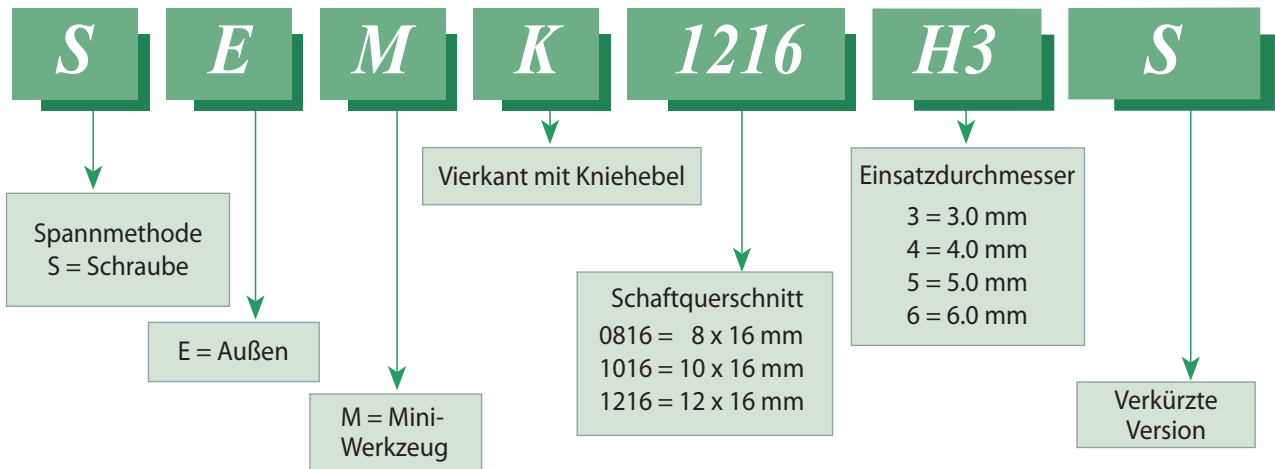 S E M K 1216 H3 S
Spannmethode
S = Schraube
E = Außen
M = Mini-
Werkzeug
Vierkant mit Kniehebel
Schaftquerschnitt
0816 = 8 x 16 mm
1016 = 10 x 16 mm
1216 = 12 x 16 mm
Einsatzdurchmesser
3 = 3.0 mm
4 = 4.0 mm
5 = 5.0 mm
6 = 6.0 mm
Verkürzte
Version